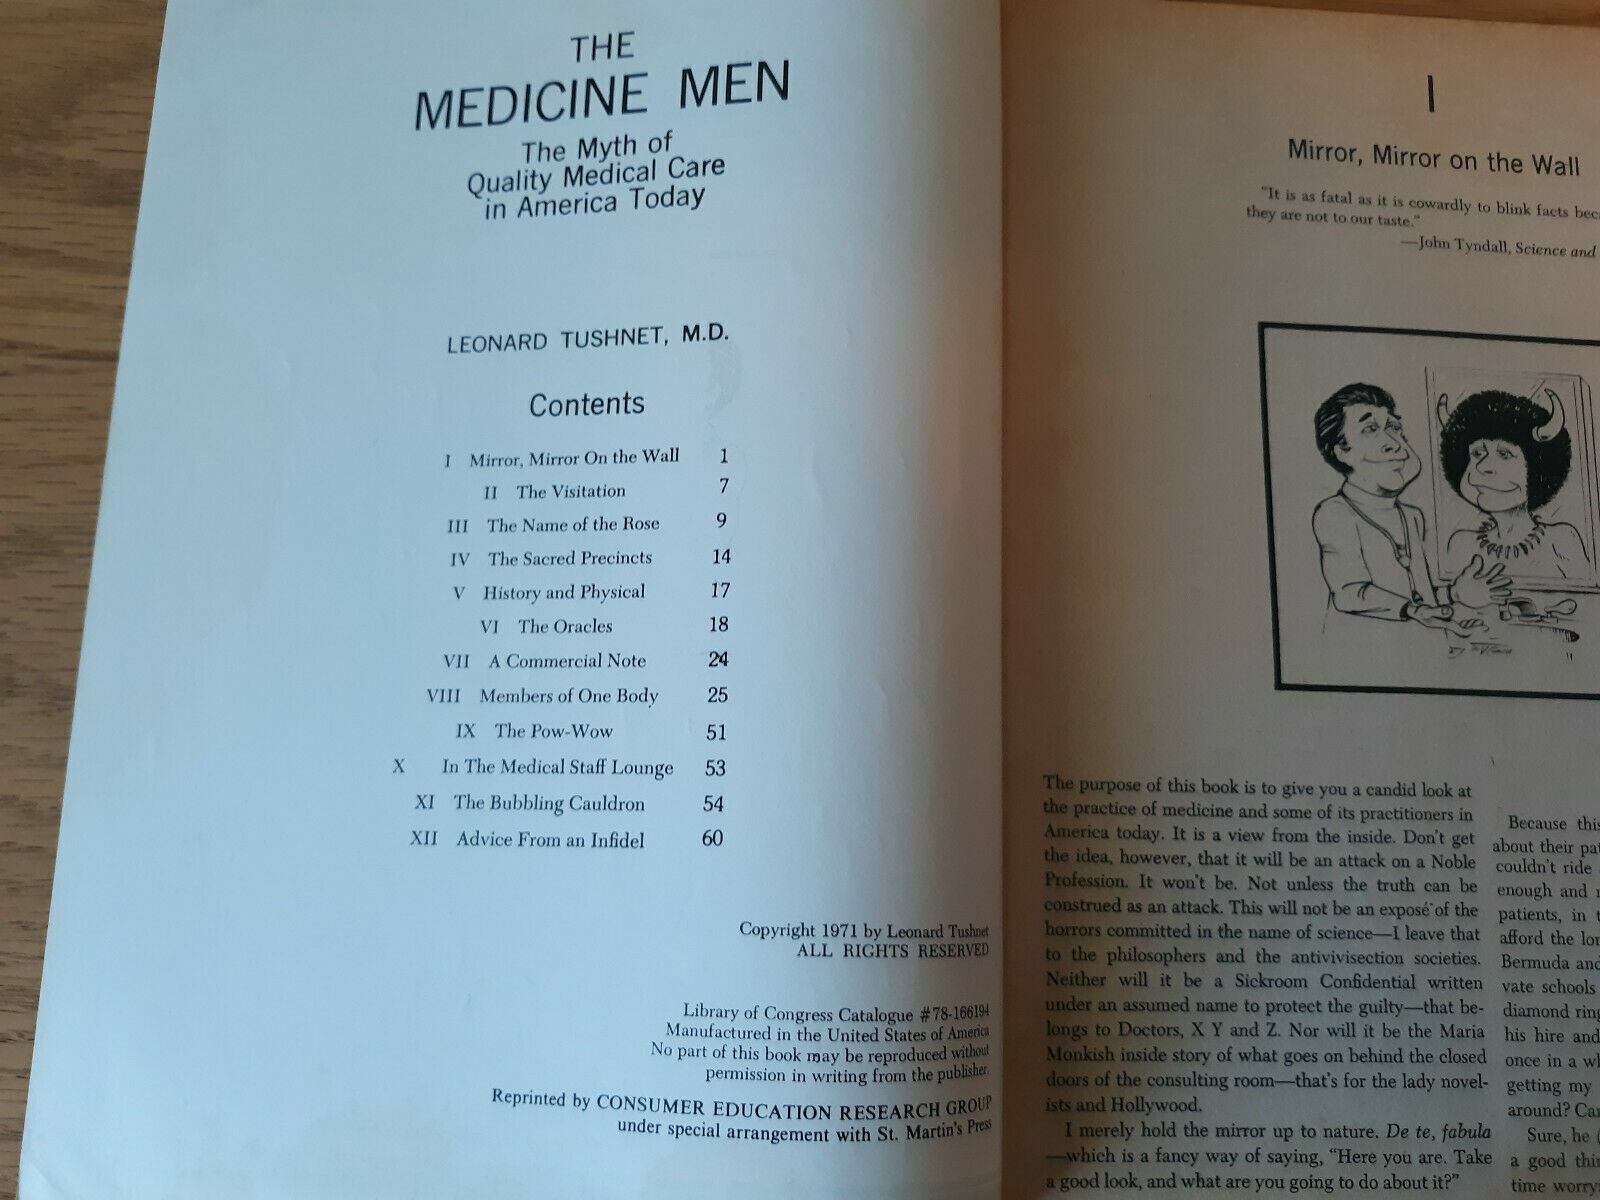 THE
MEDICINE MEN
The Myth of
Quality Medical Care
in America Today
LEONARD TUSHNET, M.D.
Contents
I Mirror, Mirror On the Wall 1
II The Visitation 7
III The Name of the Rose 9
IV The Sacred Precincts 14
V History and Physical 17
VI The Oracles 18
VII A Commercial Note 24
VIII Members of One Body 25
IX The Pow-Wow 51
X In The Medical Staff Lounge 53
XI The Bubbling Cauldron 54
XII Advice From an Infidel 60
Copyright 1971 by Leonard Tushnet
ALL RIGHTS RESERVED
Library of Congress Catalogue #78-166194
Manufactured in the United States of America
No part of this book may be reproduced without
permission in writing from the publisher.
Reprinted by CONSUMER EDUCATION RESEARCH GROUP
under special arrangement with St. Martin's Press
I
Mirror, Mirror on the Wall
"It is as fatal as it is cowardly to blink facts bec
they are not to our taste."
—John Tyndall, Science and
The purpose of this book is to give you a candid look at
the practice of medicine and some of its practitioners in
America today. It is a view from the inside. Don't get
the idea, however, that it will be an attack on a Noble
Profession. It won't be. Not unless the truth can be
construed as an attack. This will not be an exposé of the
horrors committed in the name of science—I leave that
to the philosophers and the antivivisection societies.
Neither will it be a Sickroom Confidential written
under an assumed name to protect the guilty—that be-
longs to Doctors, X Y and Z. Nor will it be the Maria
Monkish inside story of what goes on behind the closed
doors of the consulting room—that's for the lady novel-
ists and Hollywood.
I merely hold the mirror up to nature. De te, fabula
—which is a fancy way of saying, "Here you are. Take
a good look, and what are you going to do about it?"
Because this
about their pat
couldn't ride
enough and
patients, in
afford the lon
Bermuda and
vate schools
diamond ring
his hire and
once in a wh
getting my
around? Can
Sure, he
a good thin
time worry